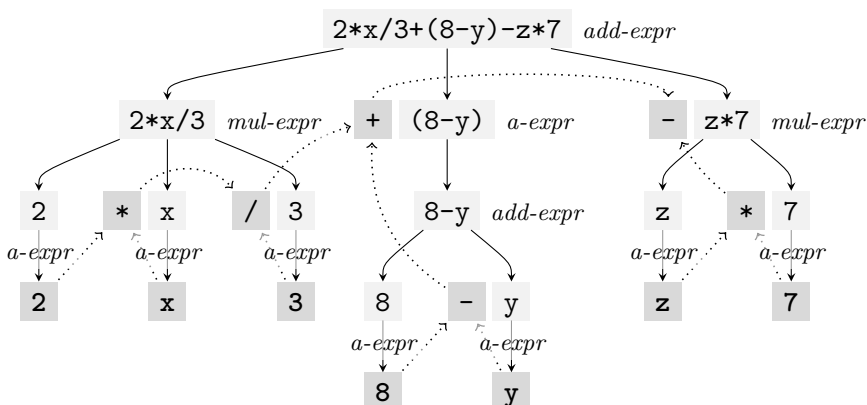 2*x/3+(8-y)-z*7 add-expr
2*x/3 mul-expr + (8-y) a-expr - z*7 mul-expr
2 * x / 3 8-y add-expr z * 7
a-expr a-expr a-expr a-expr a-expr
2 x 3 8 - y z 7
a-expr a-expr
8 y